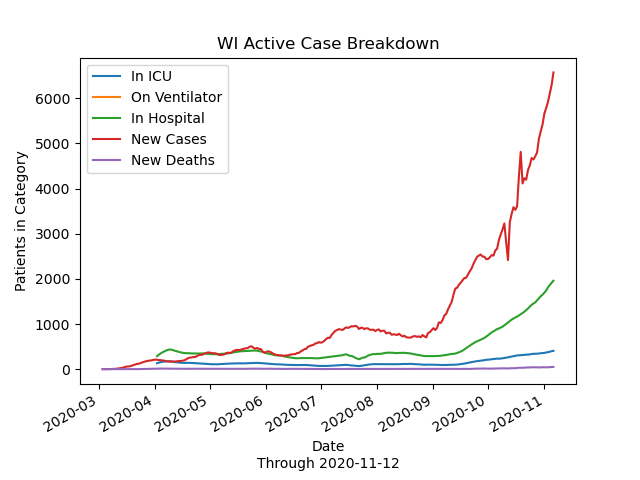 WI Active Case Breakdown
In ICU
On Ventilator
In Hospital
New Cases
New Deaths
Patients in Category
6000
5000
4000
3000
2000
1000
0
2020-03
2020-04
2020-05
2020-06
2020-07
2020-08
2020-09
2020-10
2020-11
Date
Through 2020-11-12